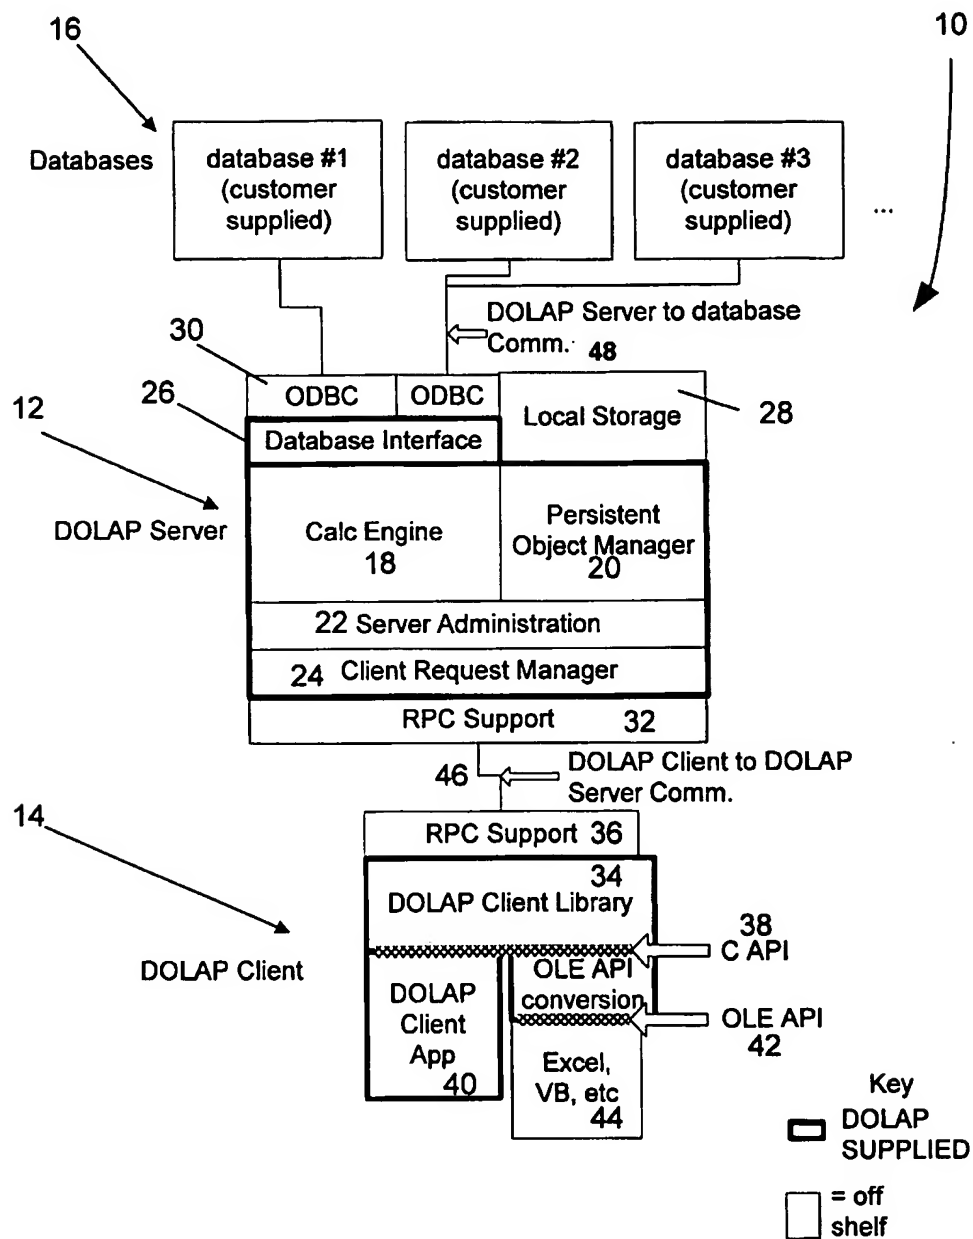 16
10
Databases
database #1
(customer
supplied)
database #2
(customer
supplied)
database #3
(customer
supplied)
...
DOLAP Server to database
Comm. 48
30
ODBC
ODBC
26
12
Local Storage
28
Database Interface
DOLAP Server
Calc Engine
18
Persistent
Object Manager
20
22 Server Administration
24 Client Request Manager
RPC Support 32
46
DOLAP Client to DOLAP
Server Comm.
14
RPC Support 36
34
DOLAP Client Library
38
C API
DOLAP Client
OLE API
conversion
DOLAP
Client
App
40
OLE API
42
Excel,
VB, etc
44
Key
DOLAP
SUPPLIED
= off
shelf